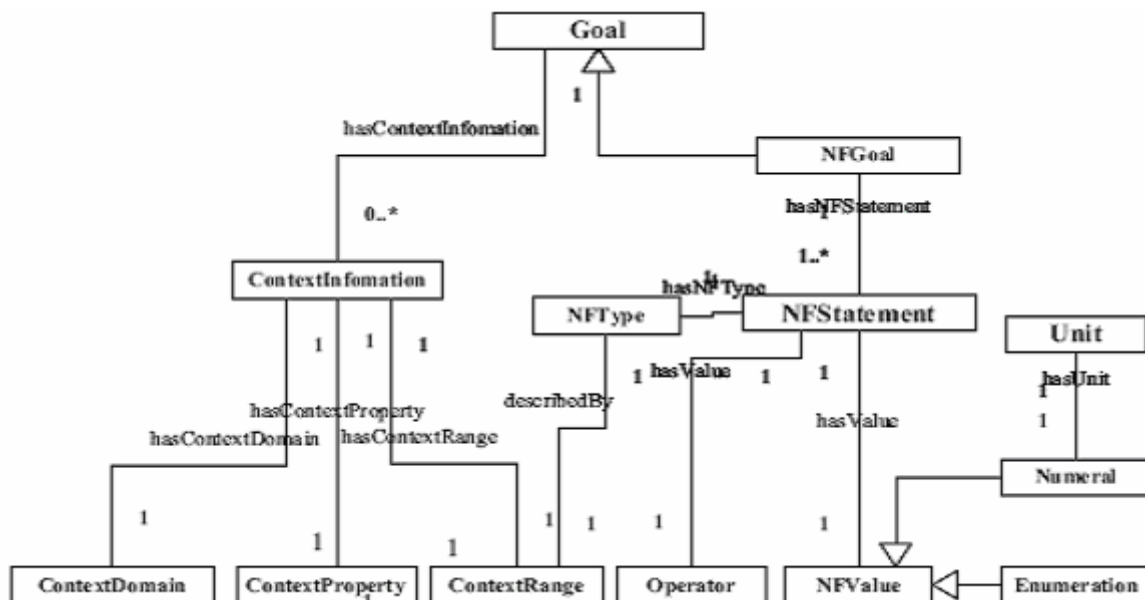 Goal
1
hasContextInfomation
NFGoal
hasNFStatement
1
0..*
1..*
ContextInfomation
1
hasNFType
NFType
NFStatement
Unit
1
1
1
1
hasValue
1
1
hasUnit
1
describedBy
hasContextProperty
hasValue
1
hasContextDomain
hasContextRange
Numeral
1
1
1
1
1
1
1
ContextDomain
ContextProperty
ContextRange
Operator
NFValue
Enumeration